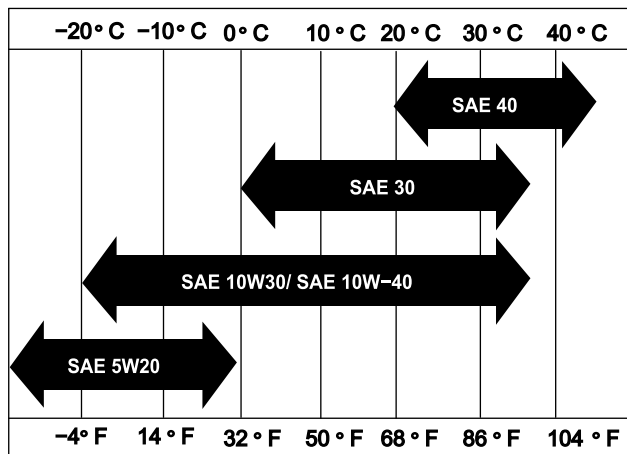 −20° C −10° C 0° C 10° C 20° C 30° C 40° C
SAE 40
SAE 30
SAE 10W30/ SAE 10W−40
SAE 5W20
−4° F 14° F 32° F 50° F 68° F 86° F 104° F